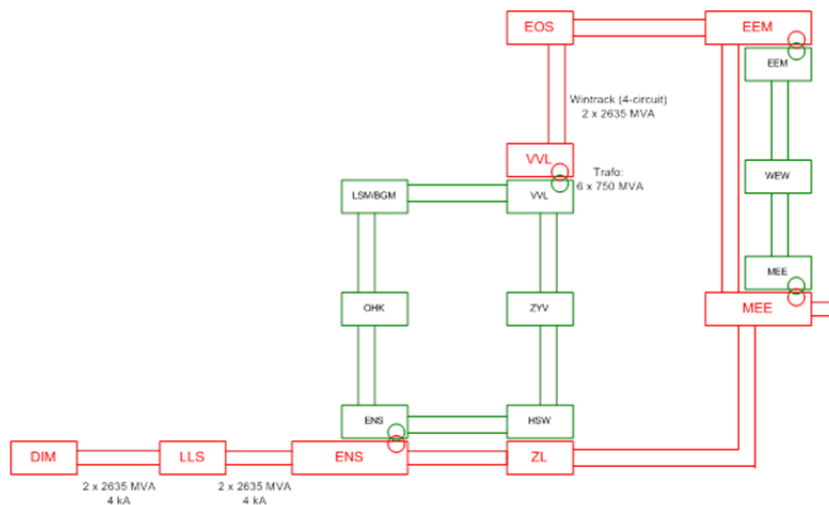 EOS
EEM
EEM
Wintrack (4-circuit)
2 x 2635 MVA
VVL
Trafo:
6 x 750 MVA
LSM/BGM
VVL
WEW
MEE
OHK
ZYV
MEE
ENS
HSW
DIM
LLS
ENS
ZL
2 x 2635 MVA
4 kA
2 x 2635 MVA
4 kA